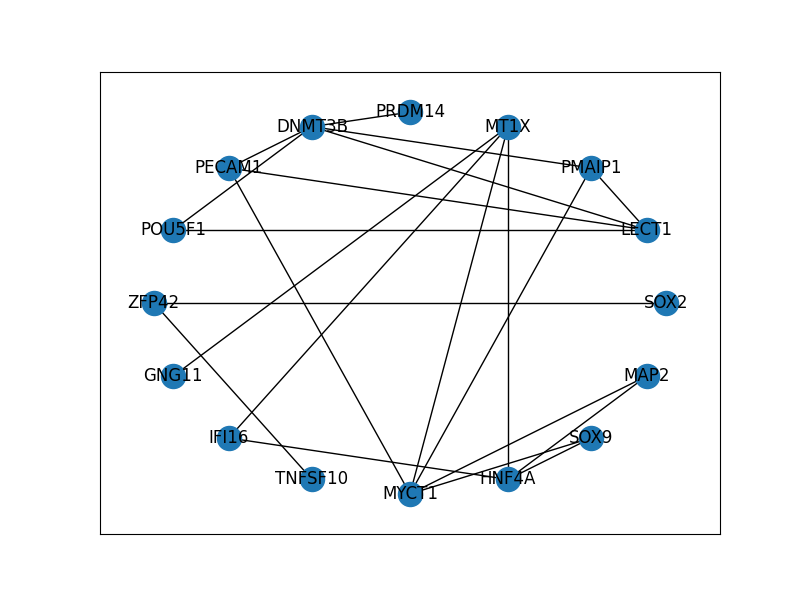 PRDM14
DNMT3B
MT1X
PECAM1
PMAIP1
POU5F1
LECT1
ZFP42
SOX2
GNG11
MAP2
IFI16
SOX9
TNFSF10
HNF4A
MYCT1